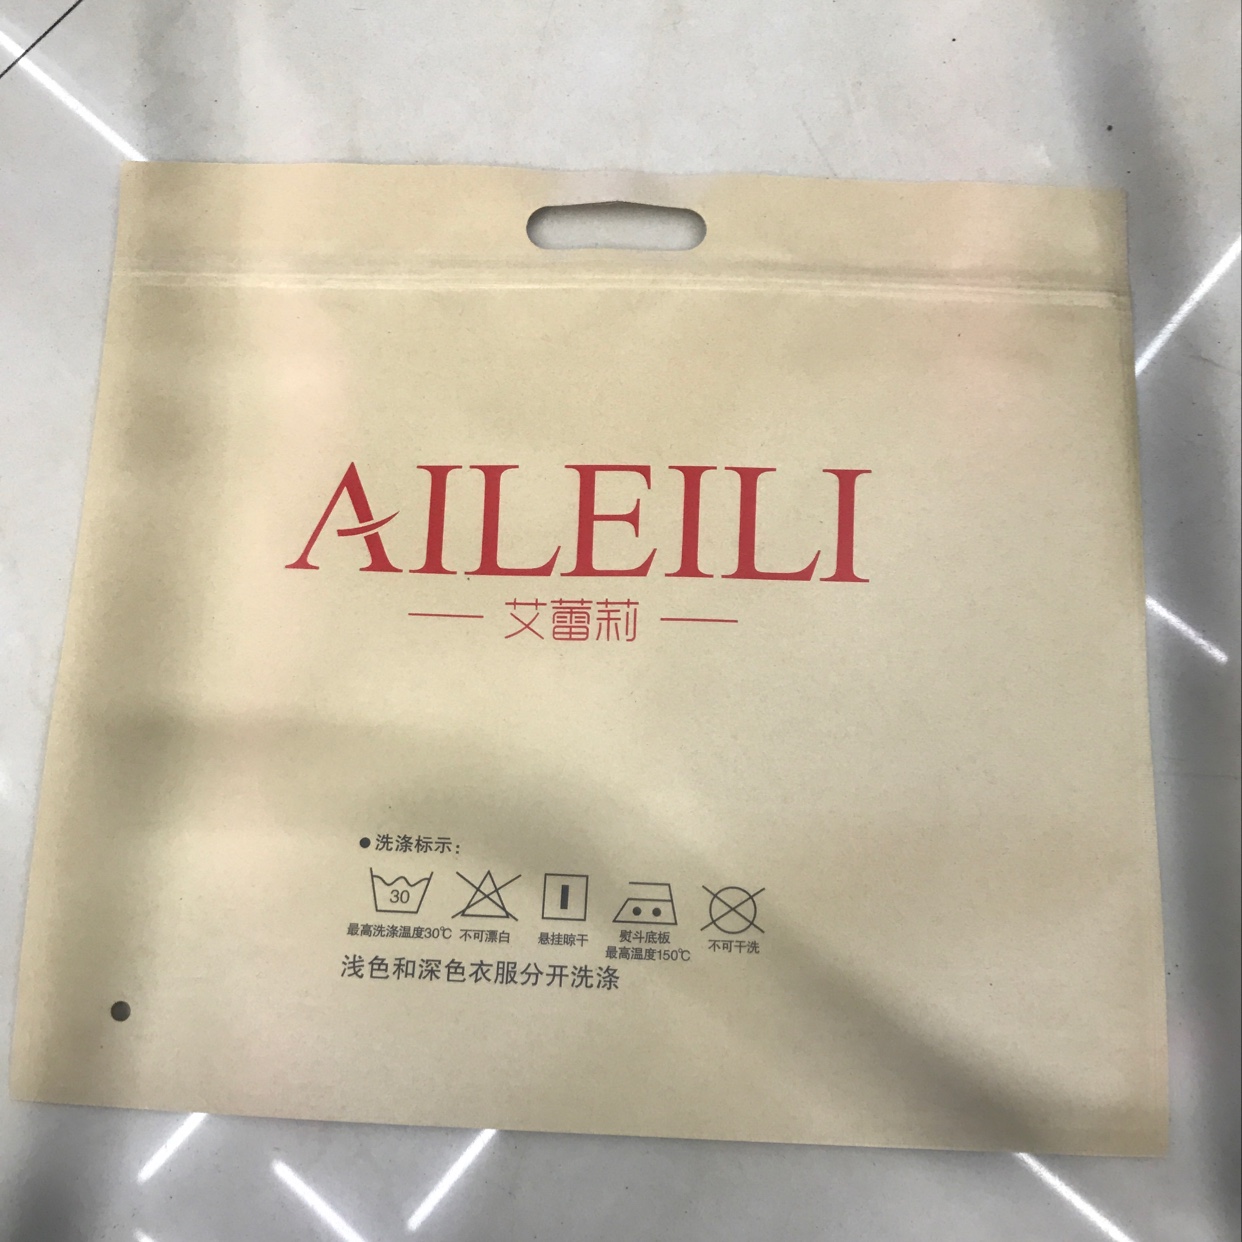 AILEILI
艾蕾莉
●洗涤标示:
30
最高洗涤温度30℃ 不可漂白 悬挂晾干 熨斗底板 不可干洗
最高温度150℃
浅色和深色衣服分开洗涤